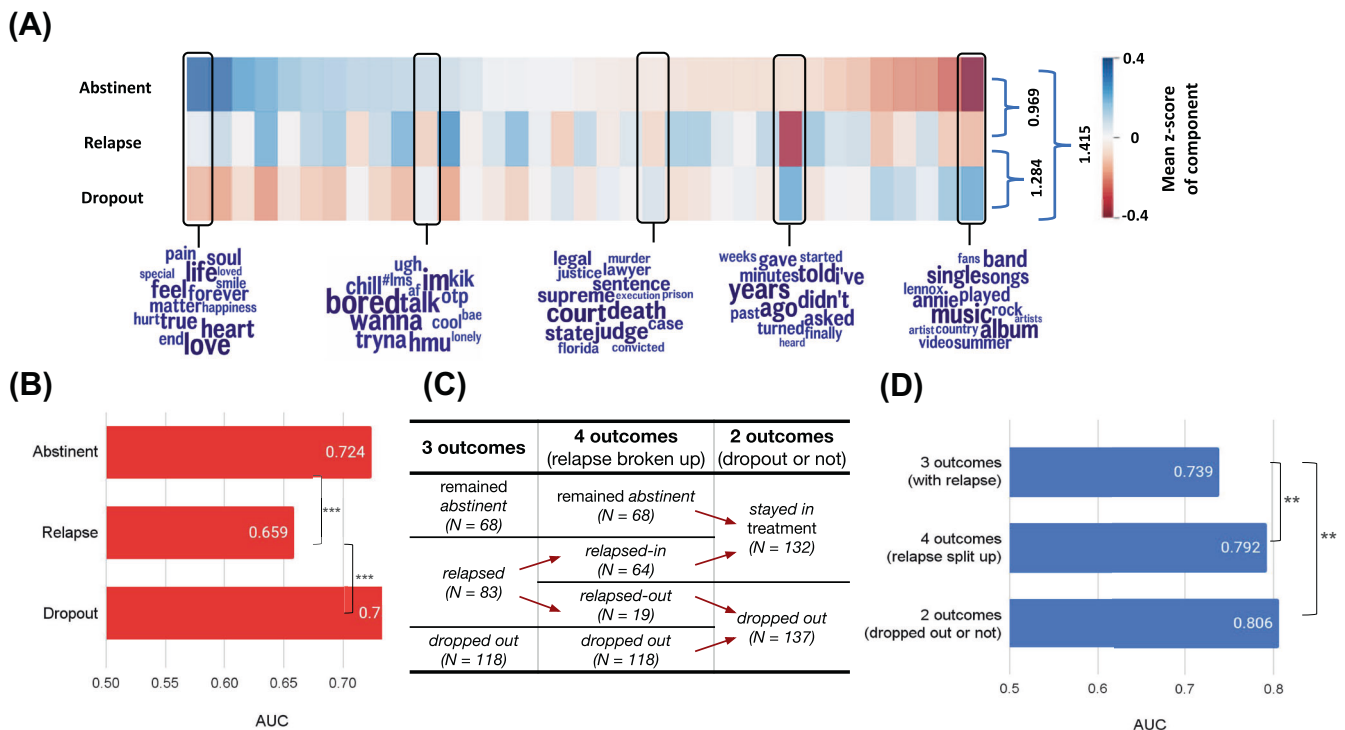 (A)
Abstinent
Relapse
Dropout
0.969
1.284
1.415
0.4
0
-0.4
Mean z-score
of component
pain soul
special life loved
smile
feel forever
matter happiness
hurt true heart
end love
ugh
chill #lms im kik
af
bored talk otp
wanna cool bae
tryna hmu lonely
legal murder
justice lawyer
sentence
supreme execution prison
court death
state judge case
florida convicted
weeks gave started
minutes told i've
years
past ago didn't
turned asked
finally
heard
fans band
single songs
lennox
annie played
music rock
artists
artist country album
video summer
(B)
Abstinent
0.724
***
Relapse
0.659
***
Dropout
0.7
0.50 0.55 0.60 0.65 0.70
AUC
(C)
3 outcomes 4 outcomes 2 outcomes
(relapse broken up) (dropout or not)
remained
abstinent
(N = 68)
remained abstinent
(N = 68)
stayed in
treatment
(N = 132)
relapsed
(N = 83)
relapsed-in
(N = 64)
relapsed-out
(N = 19)
dropped out
(N = 137)
dropped out
(N = 118)
dropped out
(N = 118)
(D)
3 outcomes
(with relapse)
0.739
**
4 outcomes
(relapse split up)
0.792
**
2 outcomes
(dropped out or not)
0.806
0.5 0.6 0.7 0.8
AUC